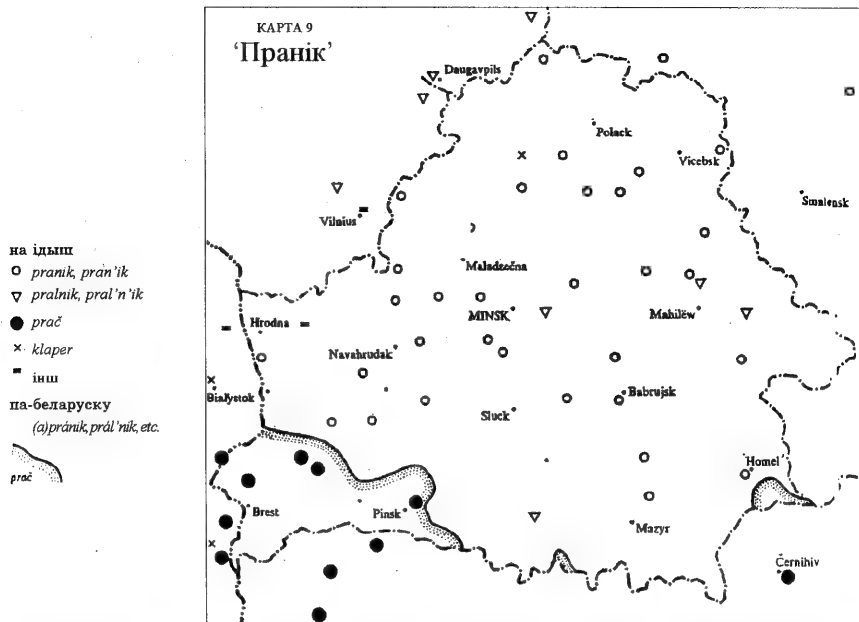 КАРТА 9
'Пранік'
Daugavpils
Polack
Vicebsk
Smalensk
Vilnius
Maladzečna
MINSK
Mahilëw
Hrodna
Navahrudak
Białystok
Sluck
Babrujsk
Homel
Brest
Pinsk
Mazyr
Černihiv
на ідыш
pranik, pran'ik
pralnik, pral'n'ik
prač
klaper
інш
па-беларуску
(a)pránik, prál'nik, etc.
prač